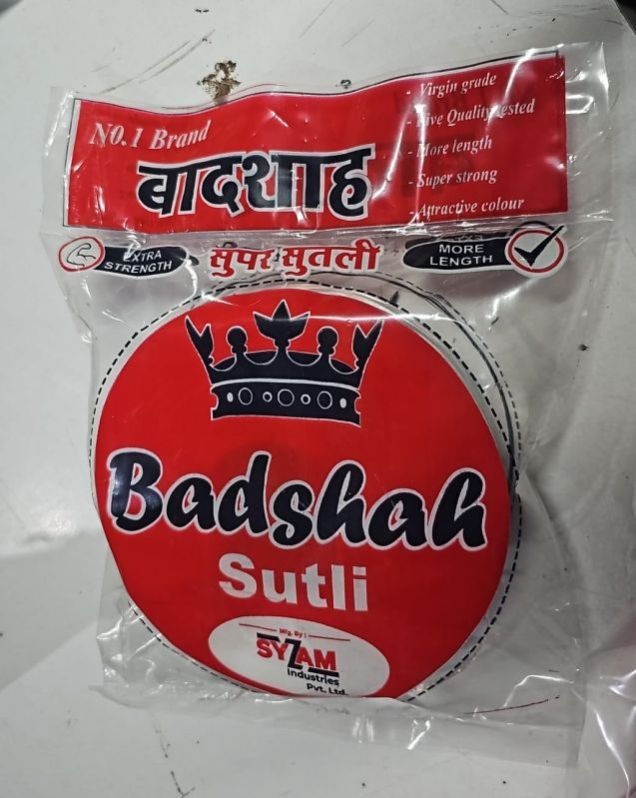 NO.1 Brand
बादशाह
- Virgin grade
- Five Quality tested
- More length
- Super strong
- Attractive colour
EXTRA
STRENGTH
सुपर सुतली
MORE
LENGTH
Badshah
Sutli
Mfg. By :
SYZAM
Industries
Pvt. Ltd.